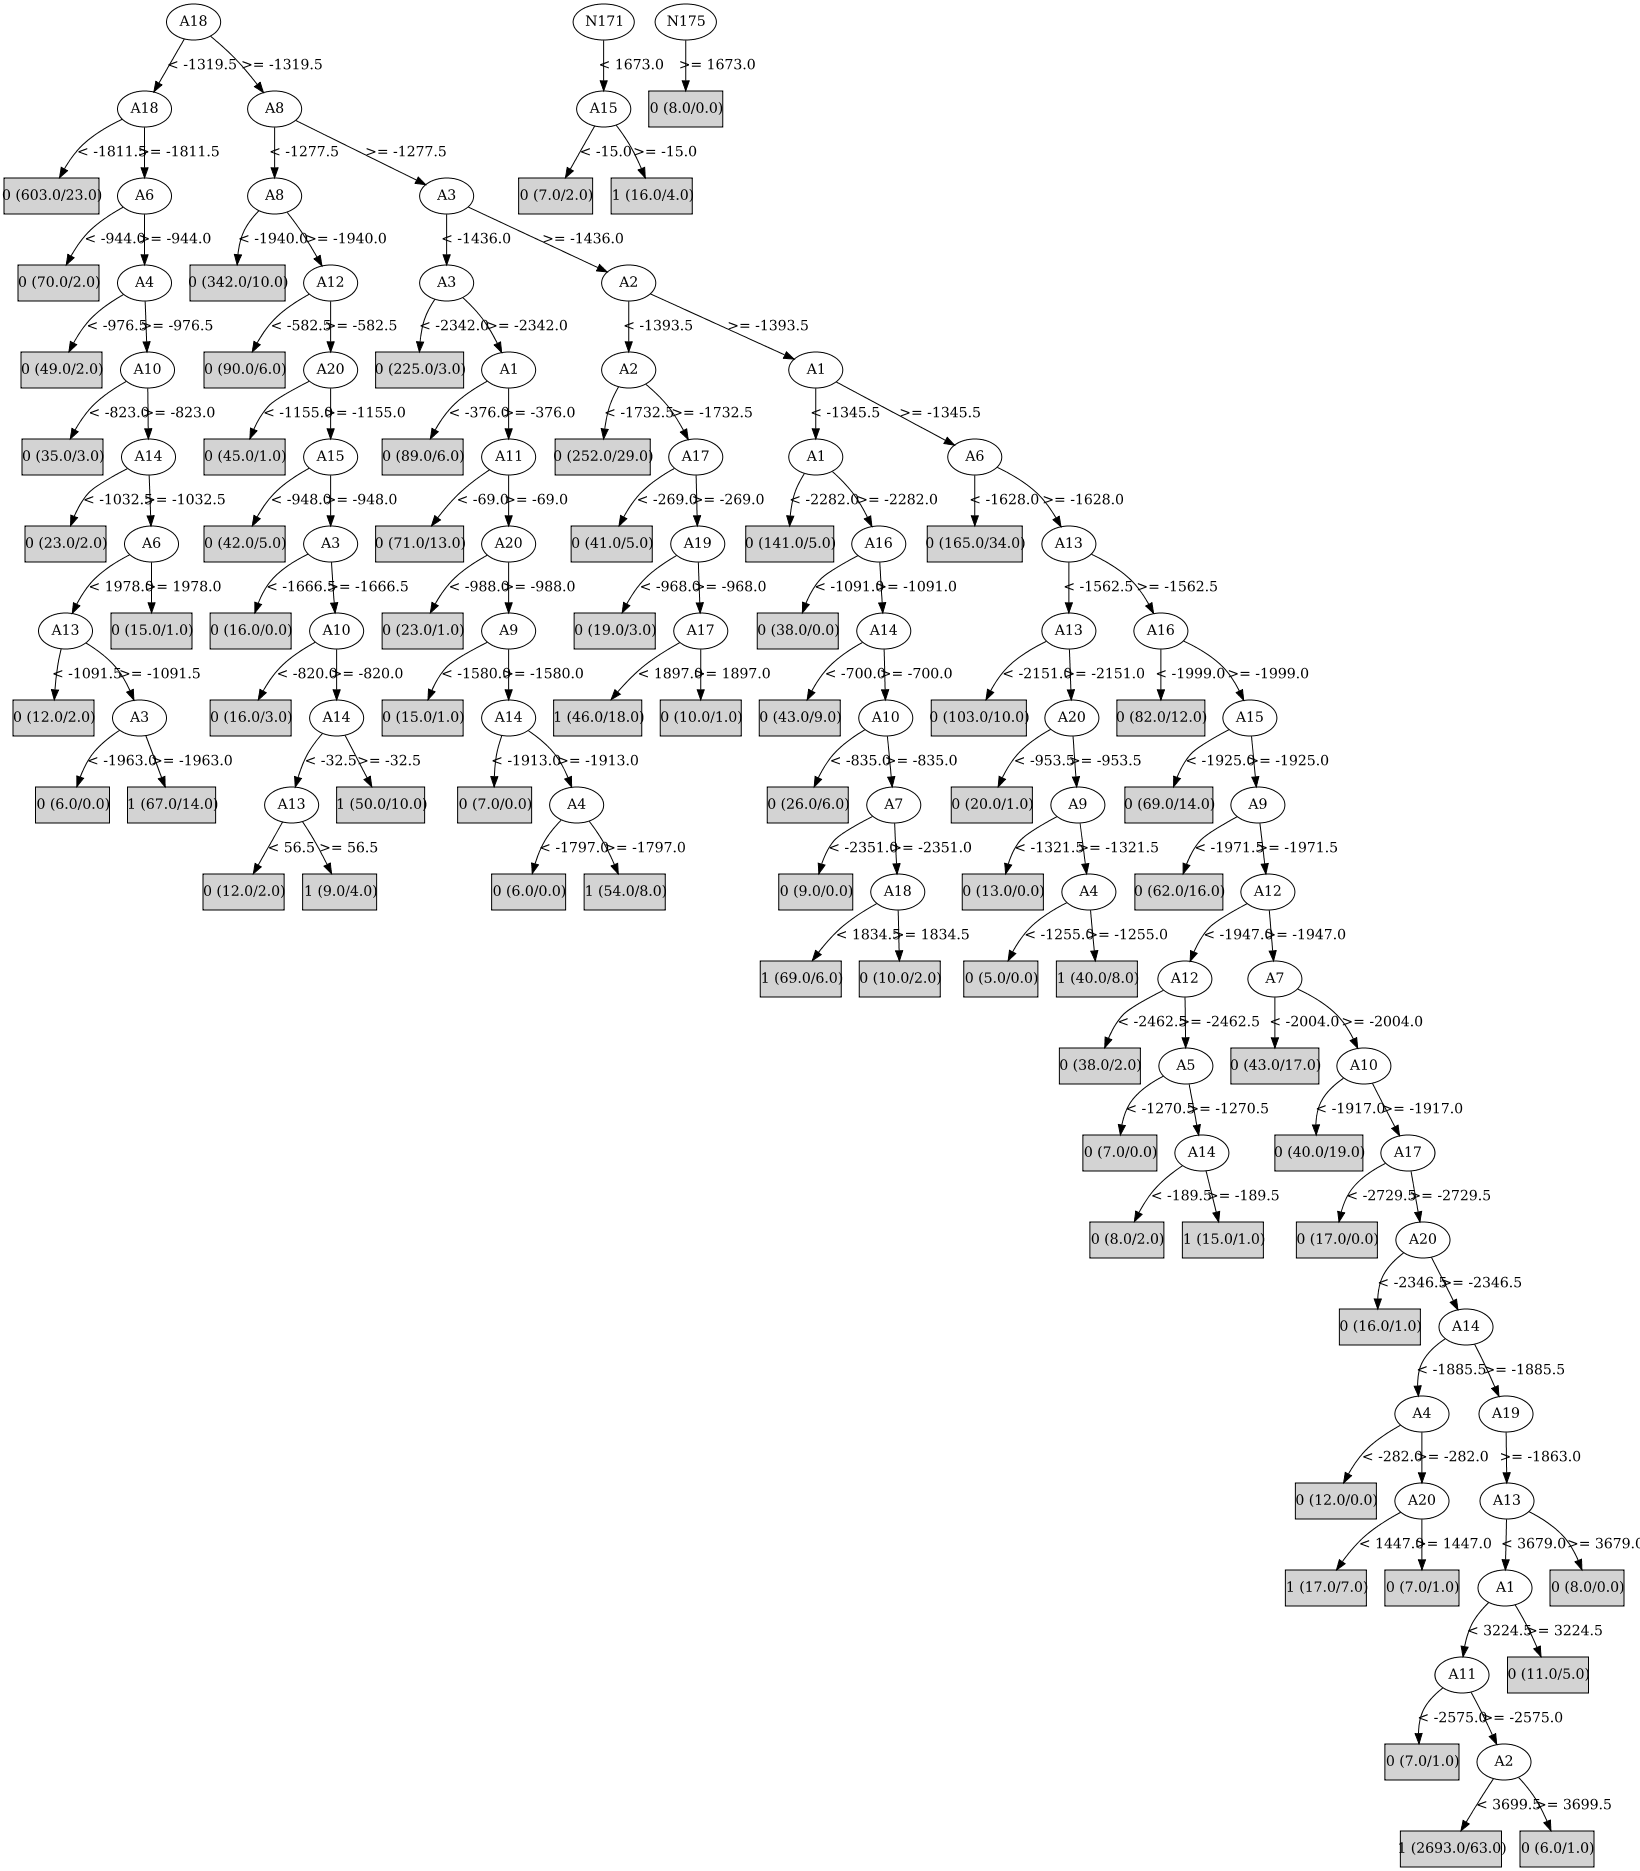 A18 N171 N175
< -1319.5 >= -1319.5 < 1673.0 >= 1673.0
A18 A8 A15 0 (8.0/0.0)
< -1811.5 >= -1811.5 < -1277.5 >= -1277.5 < -15.0 >= -15.0
0 (603.0/23.0) A6 A8 A3 0 (7.0/2.0) 1 (16.0/4.0)
< -944.0 >= -944.0 < -1940.0 >= -1940.0 < -1436.0 >= -1436.0
0 (70.0/2.0) A4 0 (342.0/10.0) A12 A3 A2
< -976.5 >= -976.5 < -582.5 >= -582.5 < -2342.0 >= -2342.0 < -1393.5 >= -1393.5
0 (49.0/2.0) A10 0 (90.0/6.0) A20 0 (225.0/3.0) A1 A2 A1
< -823.0 >= -823.0 < -1155.0 >= -1155.0 < -376.0 >= -376.0 < -1732.5 >= -1732.5 < -1345.5 >= -1345.5
0 (35.0/3.0) A14 0 (45.0/1.0) A15 0 (89.0/6.0) A11 0 (252.0/29.0) A17 A1 A6
< -1032.5 >= -1032.5 < -948.0 >= -948.0 < -69.0 >= -69.0 < -269.0 >= -269.0 < -2282.0 >= -2282.0 < -1628.0 >= -1628.0
0 (23.0/2.0) A6 0 (42.0/5.0) A3 0 (71.0/13.0) A20 0 (41.0/5.0) A19 0 (141.0/5.0) A16 0 (165.0/34.0) A13
< 1978.0 >= 1978.0 < -1666.5 >= -1666.5 < -988.0 >= -988.0 < -968.0 >= -968.0 < -1091.0 >= -1091.0 < -1562.5 >= -1562.5
A13 0 (15.0/1.0) 0 (16.0/0.0) A10 0 (23.0/1.0) A9 0 (19.0/3.0) A17 0 (38.0/0.0) A14 A13 A16
< -1091.5 >= -1091.5 < -820.0 >= -820.0 < -1580.0 >= -1580.0 < 1897.0 >= 1897.0 < -700.0 >= -700.0 < -2151.0 >= -2151.0 < -1999.0 >= -1999.0
0 (12.0/2.0) A3 0 (16.0/3.0) A14 0 (15.0/1.0) A14 1 (46.0/18.0) 0 (10.0/1.0) 0 (43.0/9.0) A10 0 (103.0/10.0) A20 0 (82.0/12.0) A15
< -1963.0 >= -1963.0 < -32.5 >= -32.5 < -1913.0 >= -1913.0 < -835.0 >= -835.0 < -953.5 >= -953.5 < -1925.0 >= -1925.0
0 (6.0/0.0) 1 (67.0/14.0) A13 1 (50.0/10.0) 0 (7.0/0.0) A4 0 (26.0/6.0) A7 0 (20.0/1.0) A9 0 (69.0/14.0) A9
< 56.5 >= 56.5 < -1797.0 >= -1797.0 < -2351.0 >= -2351.0 < -1321.5 >= -1321.5 < -1971.5 >= -1971.5
0 (12.0/2.0) 1 (9.0/4.0) 0 (6.0/0.0) 1 (54.0/8.0) 0 (9.0/0.0) A18 0 (13.0/0.0) A4 0 (62.0/16.0) A12
< 1834.5 >= 1834.5 < -1255.0 >= -1255.0 < -1947.0 >= -1947.0
1 (69.0/6.0) 0 (10.0/2.0) 0 (5.0/0.0) 1 (40.0/8.0) A12 A7
< -2462.5 >= -2462.5 < -2004.0 >= -2004.0
0 (38.0/2.0) A5 0 (43.0/17.0) A10
< -1270.5 >= -1270.5 < -1917.0 >= -1917.0
0 (7.0/0.0) A14 0 (40.0/19.0) A17
< -189.5 >= -189.5 < -2729.5 >= -2729.5
0 (8.0/2.0) 1 (15.0/1.0) 0 (17.0/0.0) A20
< -2346.5 >= -2346.5
0 (16.0/1.0) A14
< -1885.5 >= -1885.5
A4 A19
< -282.0 >= -282.0 >= -1863.0
0 (12.0/0.0) A20 A13
< 1447.0 >= 1447.0 < 3679.0 >= 3679.0
1 (17.0/7.0) 0 (7.0/1.0) A1 0 (8.0/0.0)
< 3224.5 >= 3224.5
A11 0 (11.0/5.0)
< -2575.0 >= -2575.0
0 (7.0/1.0) A2
< 3699.5 >= 3699.5
1 (2693.0/63.0) 0 (6.0/1.0)